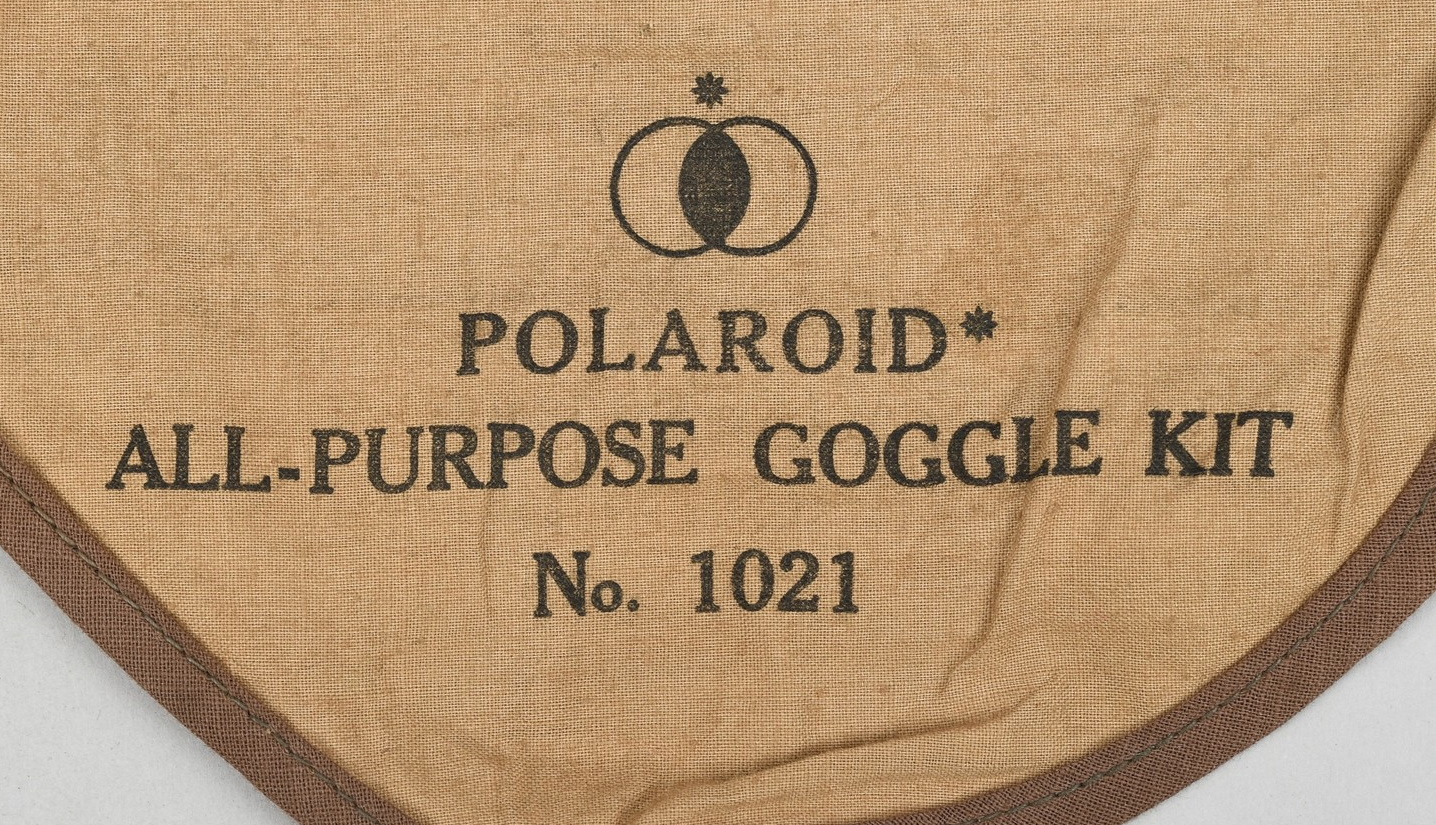 POLAROID*
ALL-PURPOSE GOGGLE KIT
No. 1021